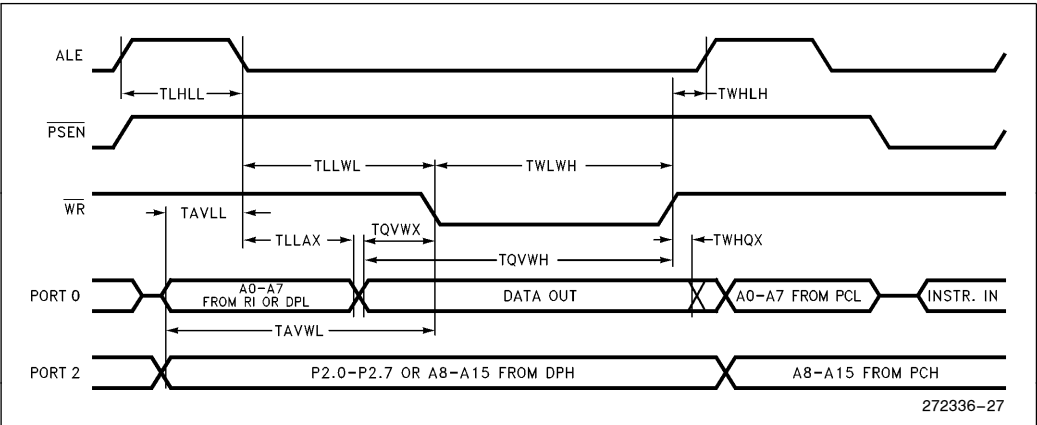 ALE
TLHLL
TWHLH
PSEN
TLLWL
TWLWH
WR
TAVLL
TLLAX
TQVWX
TWHQX
TQVWH
PORT 0
A0-A7
FROM RI OR DPL
DATA OUT
A0-A7 FROM PCL
INSTR. IN
TAVWL
PORT 2
P2.0-P2.7 OR A8-A15 FROM DPH
A8-A15 FROM PCH
272336-27